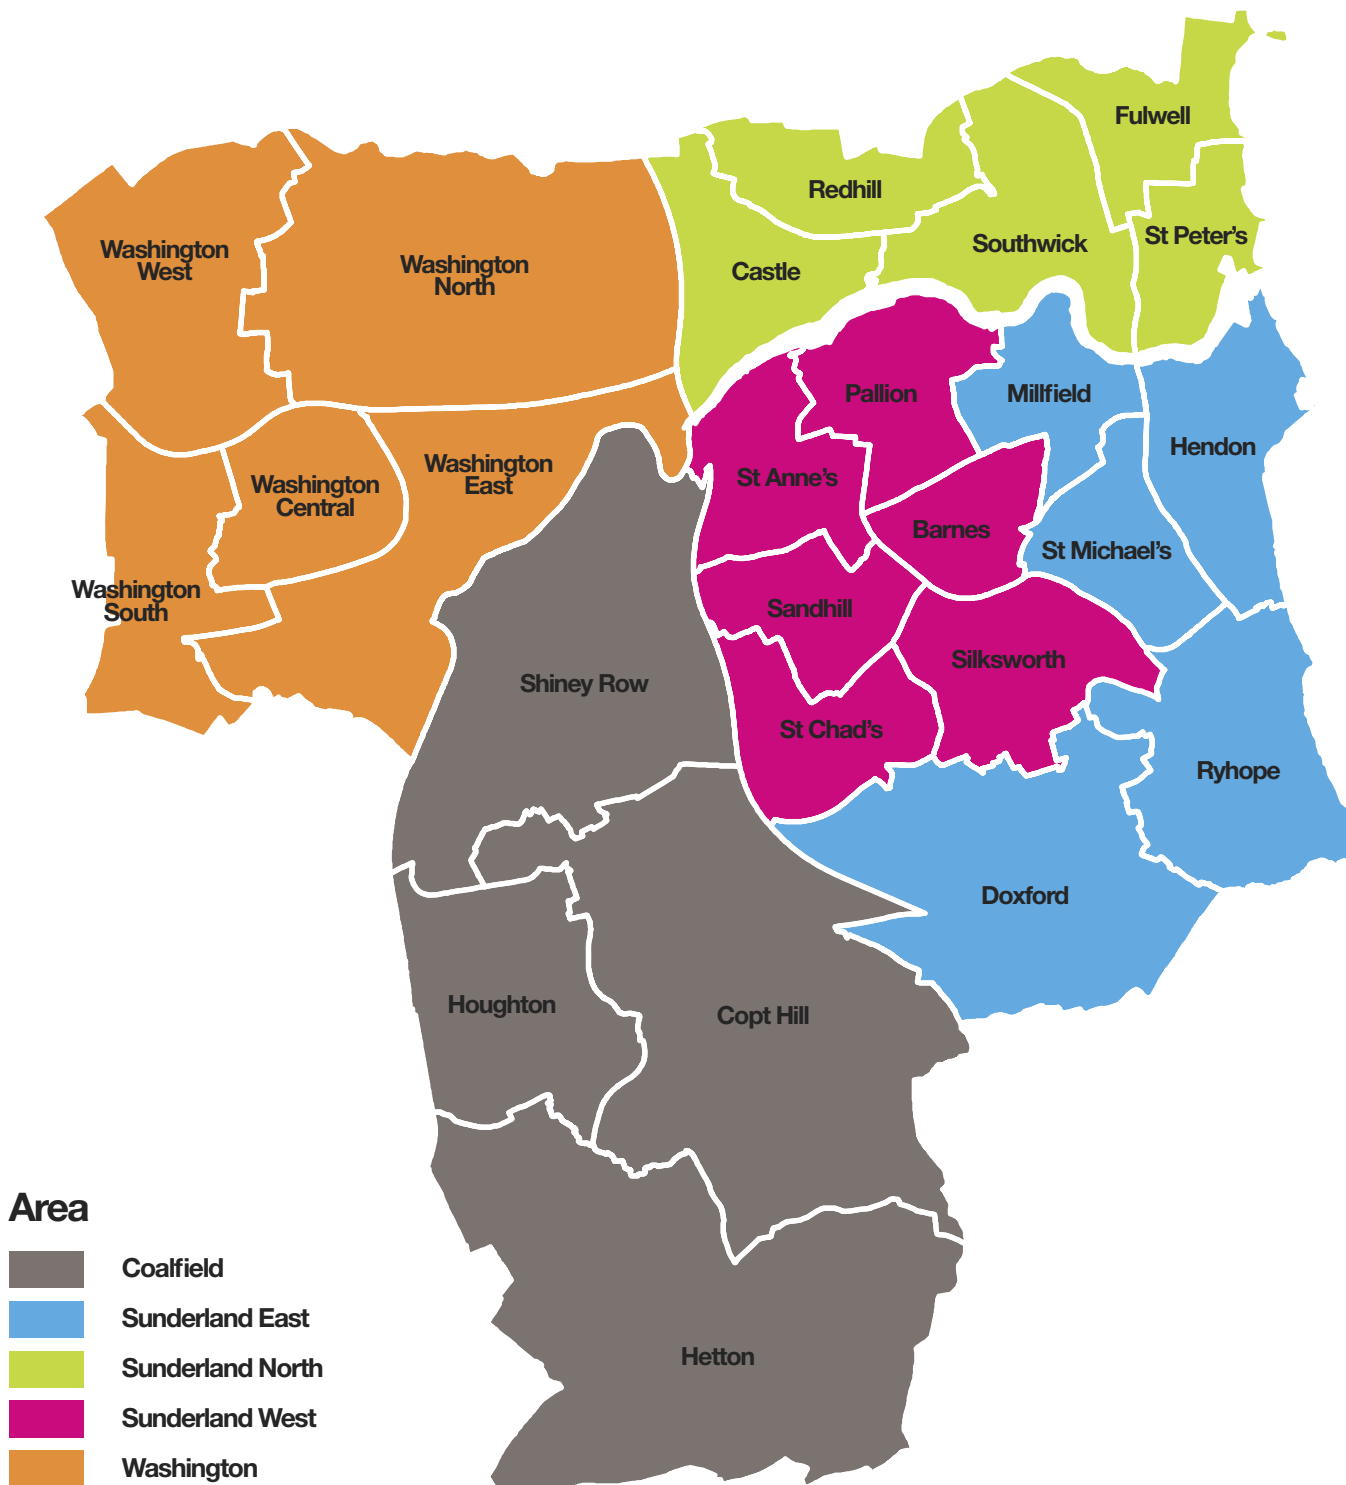 Fulwell
Redhill
St Peter's
Southwick
Washington
West
Washington
North
Castle
Pallion
Millfield
Hendon
Washington
East
St Anne's
Washington
Central
Barnes
St Michael's
Washington
South
Sandhill
Silksworth
Shiney Row
St Chad's
Ryhope
Doxford
Houghton
Copt Hill
Hetton
Area
Coalfield
Sunderland East
Sunderland North
Sunderland West
Washington